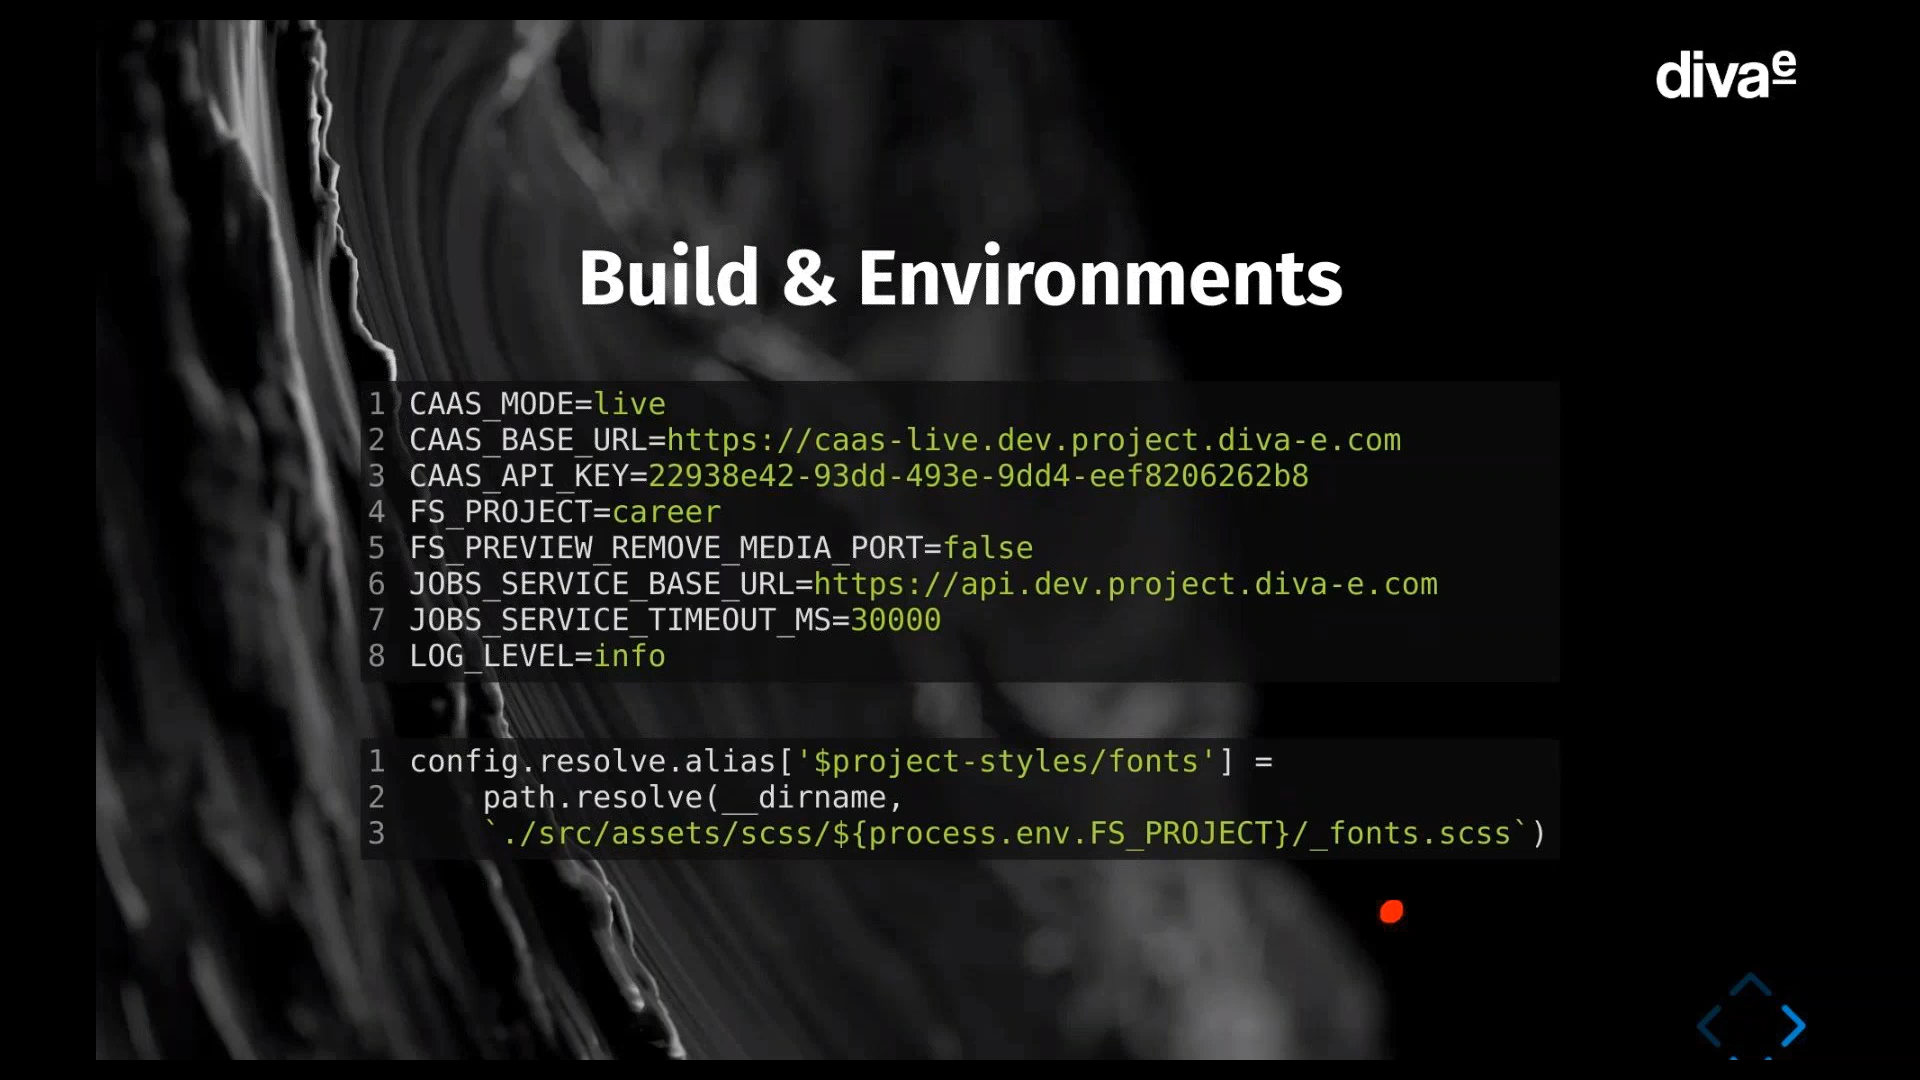 divae
Build & Environments
1 CAAS_MODE=live
2 CAAS_BASE_URL=https://caas-live.dev.project.diva-e.com
3 CAAS_API_KEY=22938e42-93dd-493e-9dd4-eef8206262b8
4 FS_PROJECT=career
5 FS_PREVIEW_REMOVE_MEDIA_PORT=false
6 JOBS_SERVICE_BASE_URL=https://api.dev.project.diva-e.com
7 JOBS_SERVICE_TIMEOUT_MS=30000
8 LOG_LEVEL=info
1 config.resolve.alias['$project-styles/fonts'] =
2     path.resolve(__dirname,
3     `./src/assets/scss/${process.env.FS_PROJECT}/_fonts.scss`)